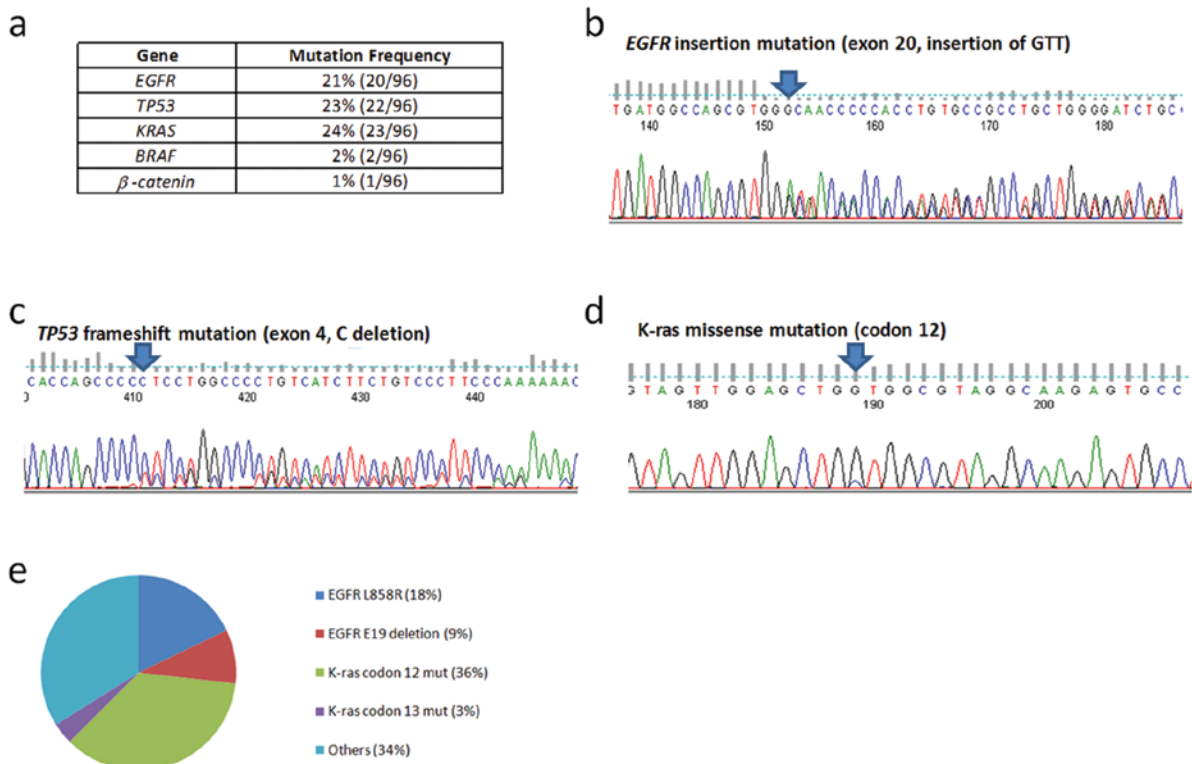 a
Gene Mutation Frequency
EGFR 21% (20/96)
TP53 23% (22/96)
KRAS 24% (23/96)
BRAF 2% (2/96)
β-catenin 1% (1/96)
b
EGFR insertion mutation (exon 20, insertion of GTT)
TGATGGCCAGCGTGGGCAACCCCCACCTGTGCCGCCTGCTGGGGATCTGC
140 150 160 170 180
c
TP53 frameshift mutation (exon 4, C deletion)
CACCAGCCCCCCTCCTGGCCCCTGTCATCTTCTGTCCCTTCCCAAAAAAC
0 420 430 440
d
K-ras missense mutation (codon 12)
GTAGTTGGAGCTGGTGGCGTAGGCAAGAGTGCC
180 190 200
e
EGFR L858R (18%)
EGFR E19 deletion (9%)
K-ras codon 12 mut (36%)
K-ras codon 13 mut (3%)
Others (34%)